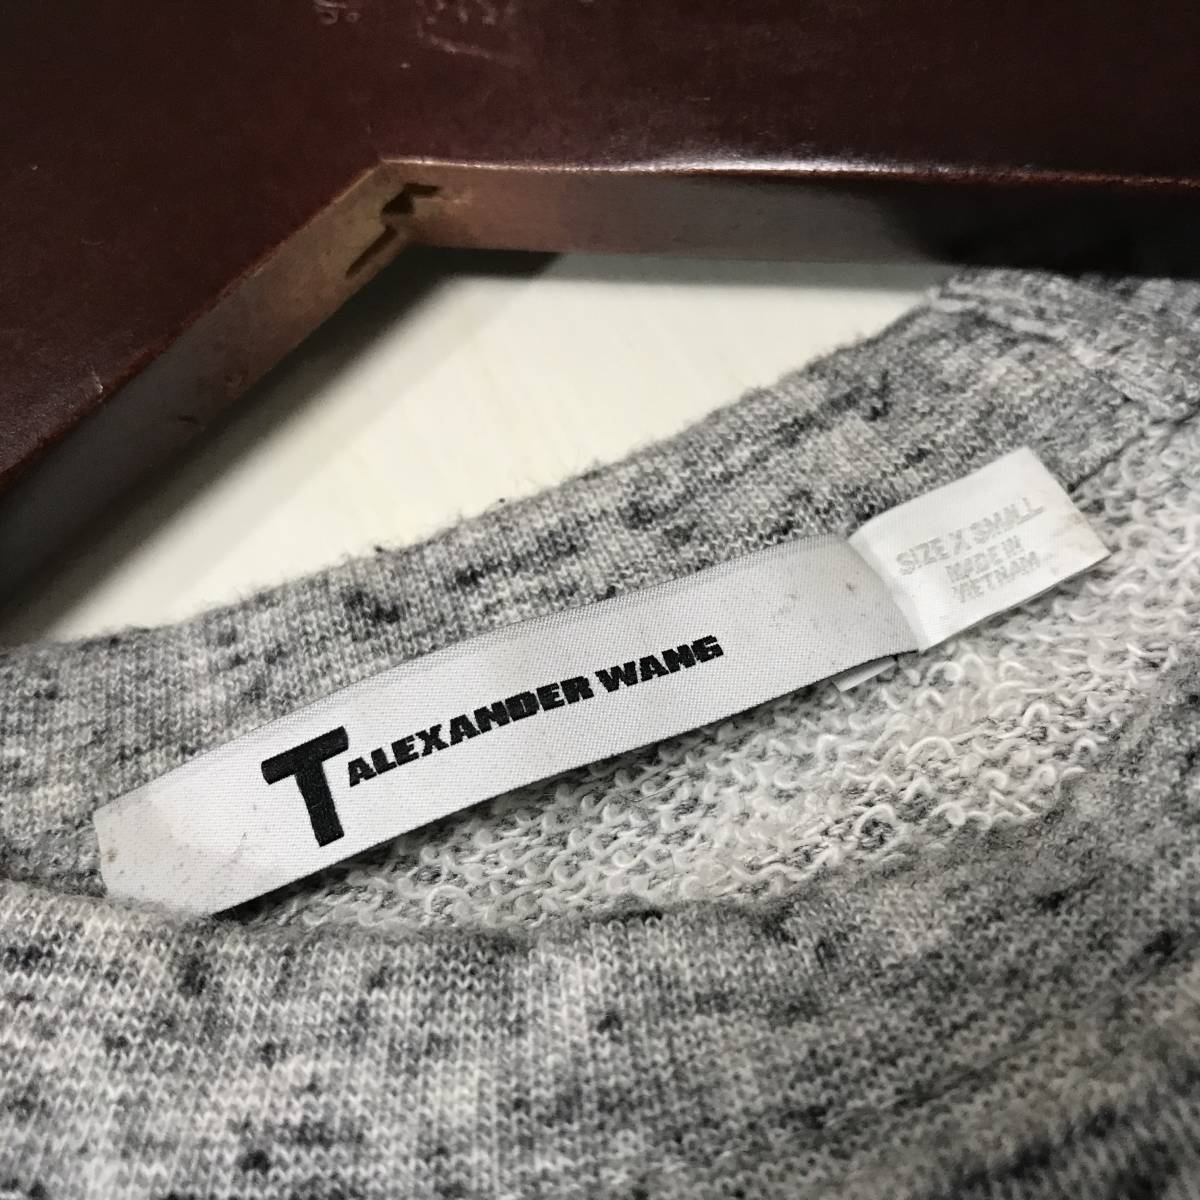 T ALEXANDER WANG
SIZE X SMALL
MADE IN
VIETNAM